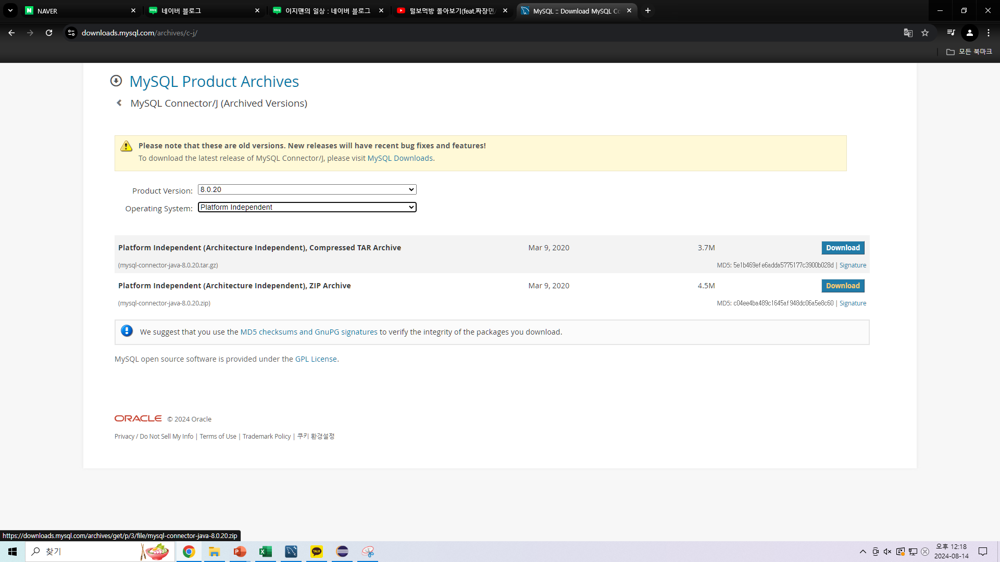 NAVER
네이버 블로그
이지맨의 일상 : 네이버 블로그
털보먹방 몰아보기(feat.짜장면/
MySQL :: Download MySQL Co
downloads.mysql.com/archives/c-j/
모든 북마크
MySQL Product Archives
MySQL Connector/J (Archived Versions)
Please note that these are old versions. New releases will have recent bug fixes and features!
To download the latest release of MySQL Connector/J, please visit MySQL Downloads.
Product Version: 8.0.20
Operating System: Platform Independent
Platform Independent (Architecture Independent), Compressed TAR Archive Mar 9, 2020 3.7M Download
(mysql-connector-java-8.0.20.tar.gz) MD5: 5e1b469efe6adda5775177c3900b028d | Signature
Platform Independent (Architecture Independent), ZIP Archive Mar 9, 2020 4.5M Download
(mysql-connector-java-8.0.20.zip) MD5: c04ee4ba489c1645af948dc06a5e8c60 | Signature
We suggest that you use the MD5 checksums and GnuPG signatures to verify the integrity of the packages you download.
MySQL open source software is provided under the GPL License.
ORACLE © 2024 Oracle
Privacy / Do Not Sell My Info | Terms of Use | Trademark Policy | 쿠키 환경설정
https://downloads.mysql.com/archives/get/p/3/file/mysql-connector-java-8.0.20.zip
찾기
TALK
오후 12:18
2024-08-14